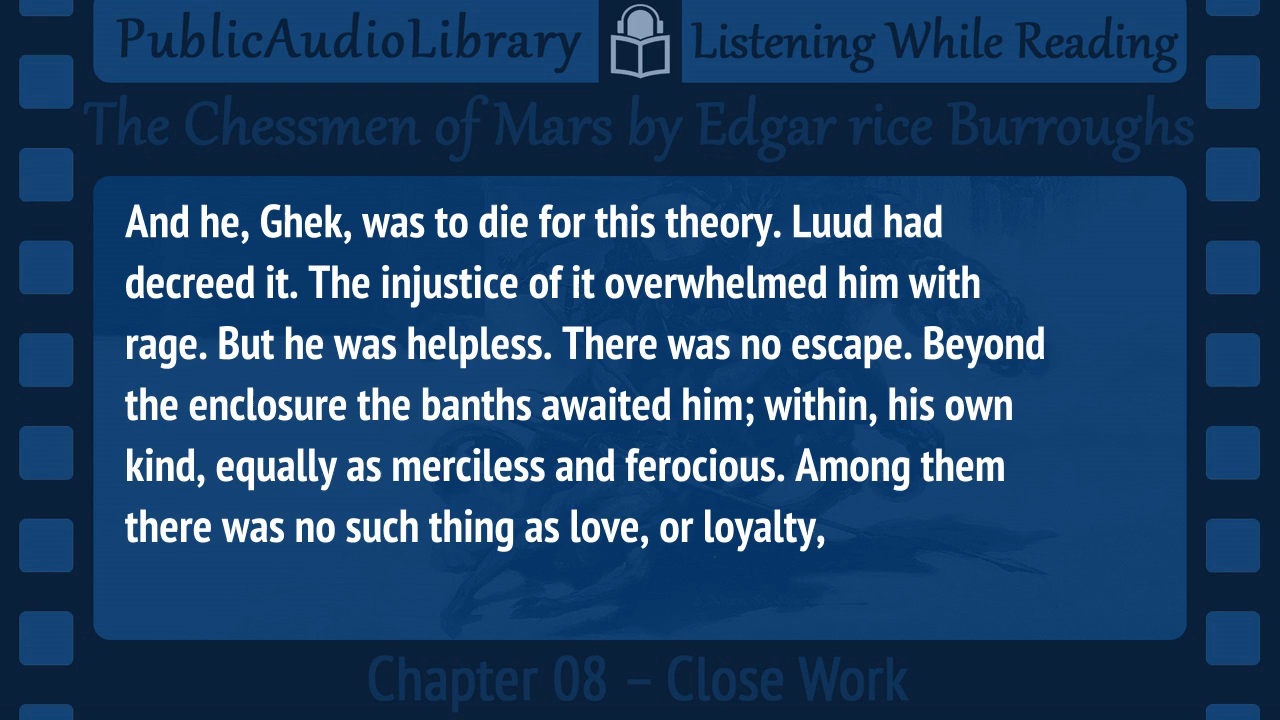 PublicAudioLibrary Listening While Reading
The Chessmen of Mars by Edgar rice Burroughs
And he, Ghek, was to die for this theory. Luud had
decreed it. The injustice of it overwhelmed him with
rage. But he was helpless. There was no escape. Beyond
the enclosure the banths awaited him; within, his own
kind, equally as merciless and ferocious. Among them
there was no such thing as love, or loyalty,
Chapter 08 – Close Work